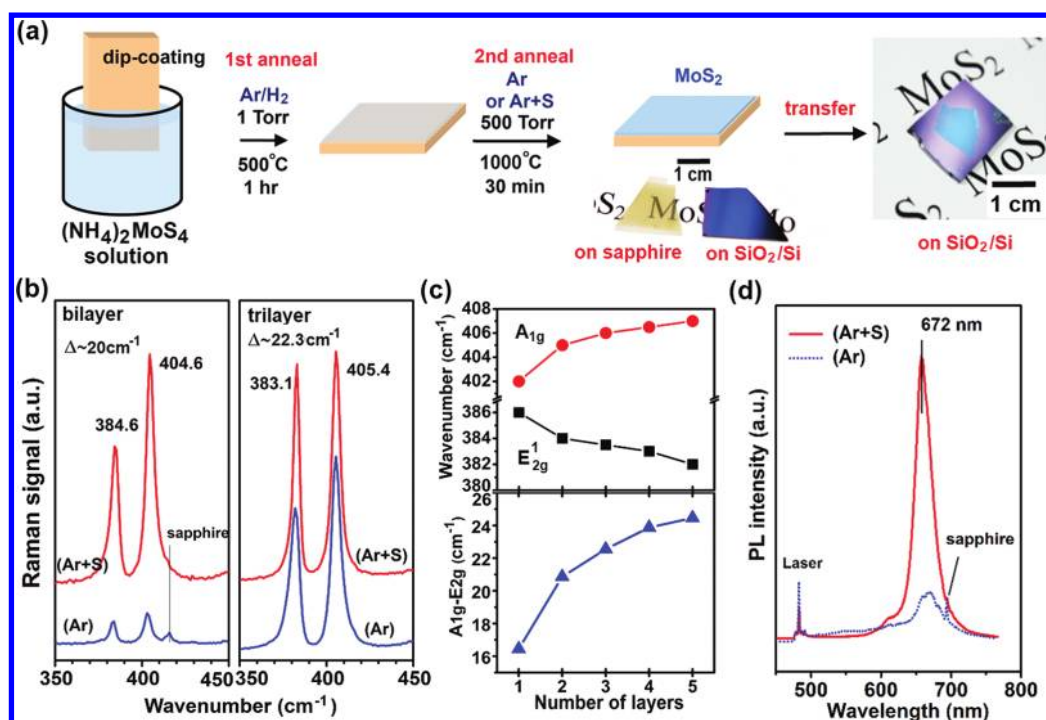 (a)
dip-coating
(NH₄)₂MoS₄
solution
1st anneal
Ar/H₂
1 Torr
500°C
1 hr
2nd anneal
Ar
or Ar+S
500 Torr
1000°C
30 min
MoS₂
1 cm
OS₂ MoS
Mo
on sapphire
on SiO₂/Si
transfer
MoS₂
MoS₂
1 cm
on SiO₂/Si
(b)
bilayer
Δ~20cm⁻¹
404.6
384.6
sapphire
(Ar+S)
(Ar)
350 400 450
trilayer
Δ~22.3cm⁻¹
383.1
405.4
(Ar+S)
(Ar)
350 400 450
Raman signal (a.u.)
Wavenumber (cm⁻¹)
(c)
Wavenumber (cm⁻¹)
408
406
404
402
386
384
382
380
A₁g
E¹₂g
A1g-E2g (cm⁻¹)
26
24
22
20
18
16
1 2 3 4 5
Number of layers
(d)
PL intensity (a.u.)
(Ar+S)
(Ar)
672 nm
Laser
sapphire
500 600 700 800
Wavelength (nm)